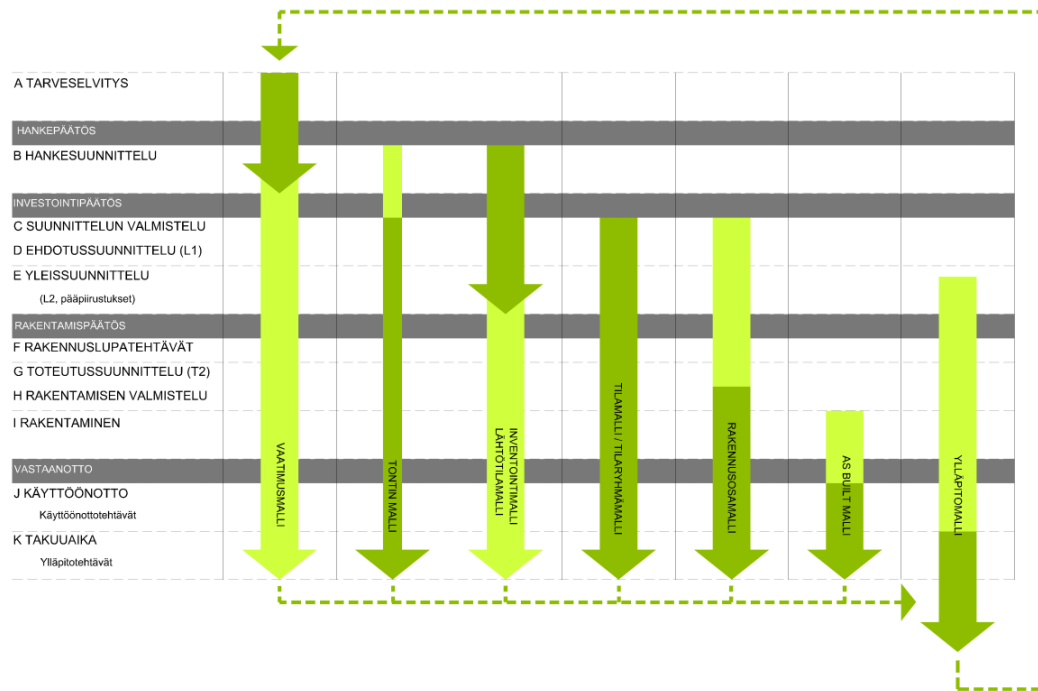 A TARVESELVITYS
HANKEPÄÄTÖS
B HANKESUUNNITTELU
INVESTOINTIPÄÄTÖS
C SUUNNITTELUN VALMISTELU
D EHDOTUSSUUNNITTELU (L1)
E YLEISSUUNNITTELU
(L2, pääpiirustukset)
RAKENTAMISPÄÄTÖS
F RAKENNUSLUPATEHTÄVÄT
G TOTEUTUSSUUNNITTELU (T2)
H RAKENTAMISEN VALMISTELU
I RAKENTAMINEN
VASTAANOTTO
J KÄYTTÖÖNOTTO
Käyttöönottotehtävät
K TAKUUAIKA
Ylläpitotehtävät
VAATIMUSMALLI
TONTIN MALLI
INVENTOINTIMALLI
LÄHTÖTILAMALLI
TILAMALLI / TILARYHMÄMALLI
RAKENNUSOSAMALLI
AS BUILT MALLI
YLLÄPITOMALLI